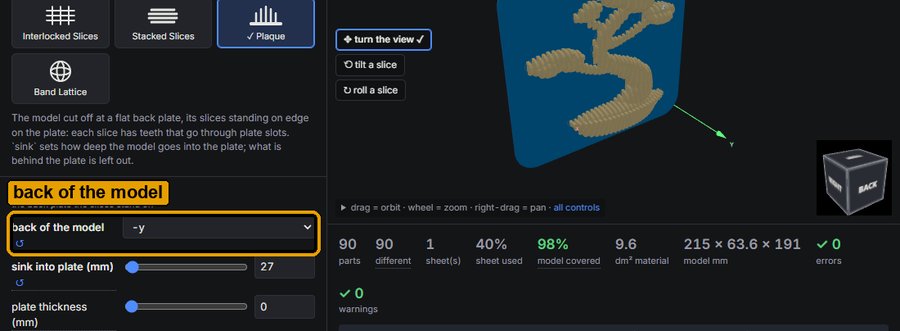 Interlocked Slices
Stacked Slices
✓ Plaque
Band Lattice
The model cut off at a flat back plate, its slices standing on edge
on the plate: each slice has teeth that go through plate slots.
`sink` sets how deep the model goes into the plate; what is
behind the plate is left out.
back of the model
back of the model
-y
↺
sink into plate (mm)
27
↺
plate thickness
(mm)
0
✥ turn the view ✓
⟲ tilt a slice
↻ roll a slice
Y
RIGHT
BACK
▶ drag = orbit · wheel = zoom · right-drag = pan · all controls
90
parts
90
different
1
sheet(s)
40%
sheet used
98%
model covered
9.6
dm² material
215 × 63.6 × 191
model mm
✓ 0
errors
✓ 0
warnings